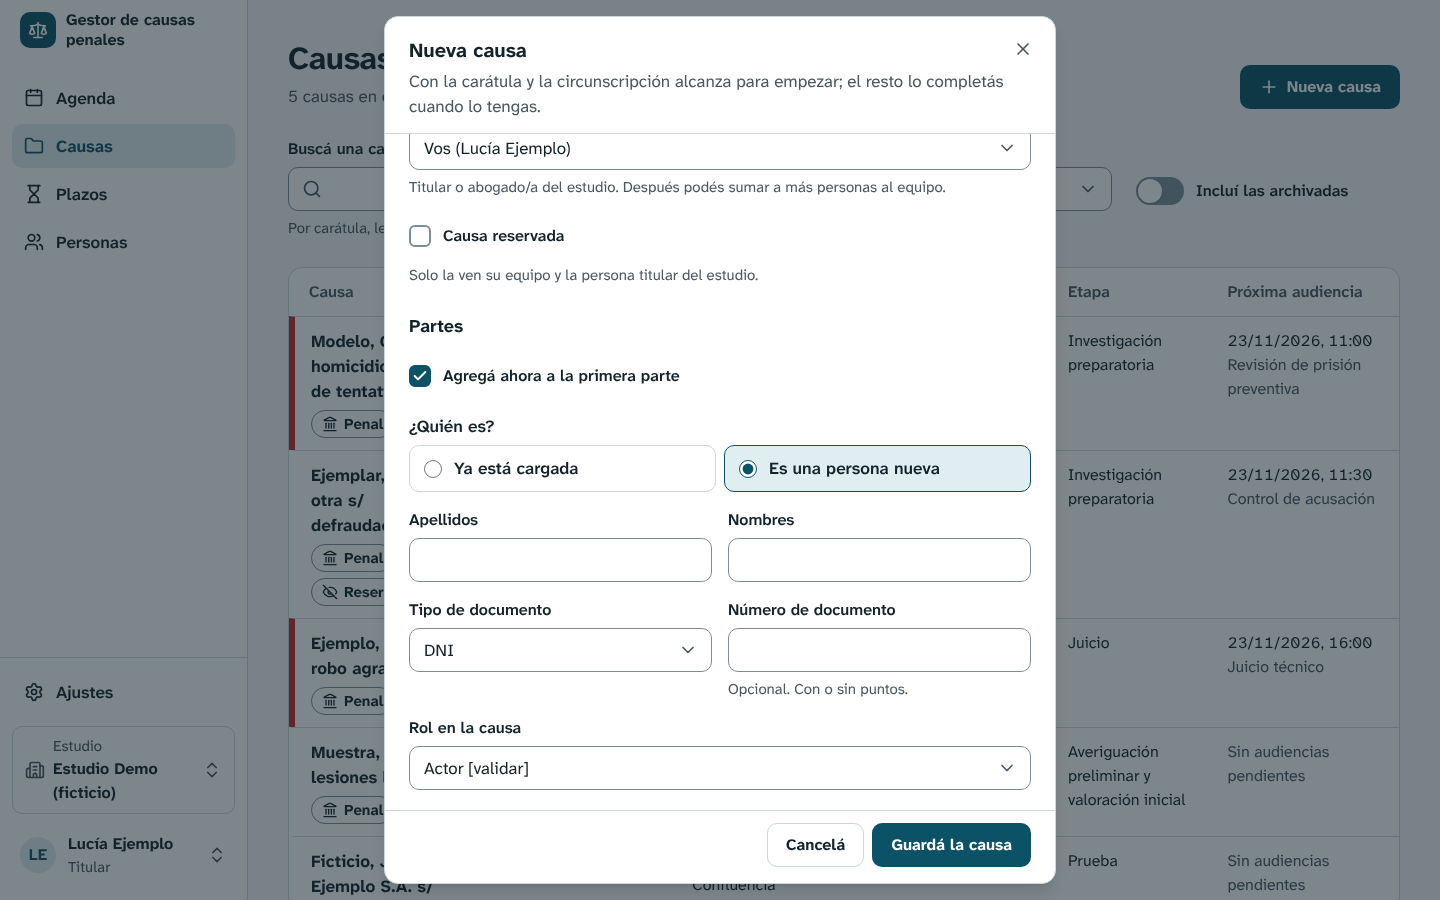 Gestor de causas
penales
Agenda
Causas
Plazos
Personas
Ajustes
Estudio
Estudio Demo
(ficticio)
LE
Lucía Ejemplo
Titular
Causas
5 causas en
Nueva causa
Buscá una
Incluí las archivadas
Por carátula,
Causa
Etapa
Próxima audiencia
Modelo,
homicidio
de
Penal
Investigación
preparatoria
23/11/2026, 11:00
Revisión de prisión
preventiva
Ejemplar,
otra s/
Penal
Investigación
preparatoria
23/11/2026, 11:30
Control de acusación
Ejemplo,
robo
Penal
Juicio
23/11/2026, 16:00
Juicio técnico
Muestra,
lesiones
Penal
Averiguación
preliminar y
valoración inicial
Sin audiencias
pendientes
Ficticio,
Ejemplo S.A. s/
Confluencia
Prueba
Sin audiencias
pendientes
Nueva causa
Con la carátula y la circunscripción alcanza para empezar; el resto lo completás
cuando lo tengas.
Vos (Lucía Ejemplo)
Titular o abogado/a del estudio. Después podés sumar a más personas al equipo.
Causa reservada
Solo la ven su equipo y la persona titular del estudio.
Partes
Agregá ahora a la primera parte
¿Quién es?
Ya está cargada
Es una persona nueva
Apellidos
Nombres
Tipo de documento
Número de documento
DNI
Opcional. Con o sin puntos.
Rol en la causa
Actor [validar]
Cancelá
Guardá la causa